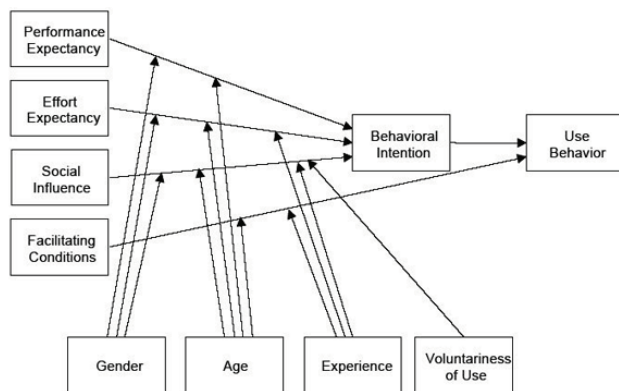 Performance
Expectancy
Effort
Expectancy
Social
Influence
Facilitating
Conditions
Behavioral
Intention
Use
Behavior
Gender
Age
Experience
Voluntariness
of Use